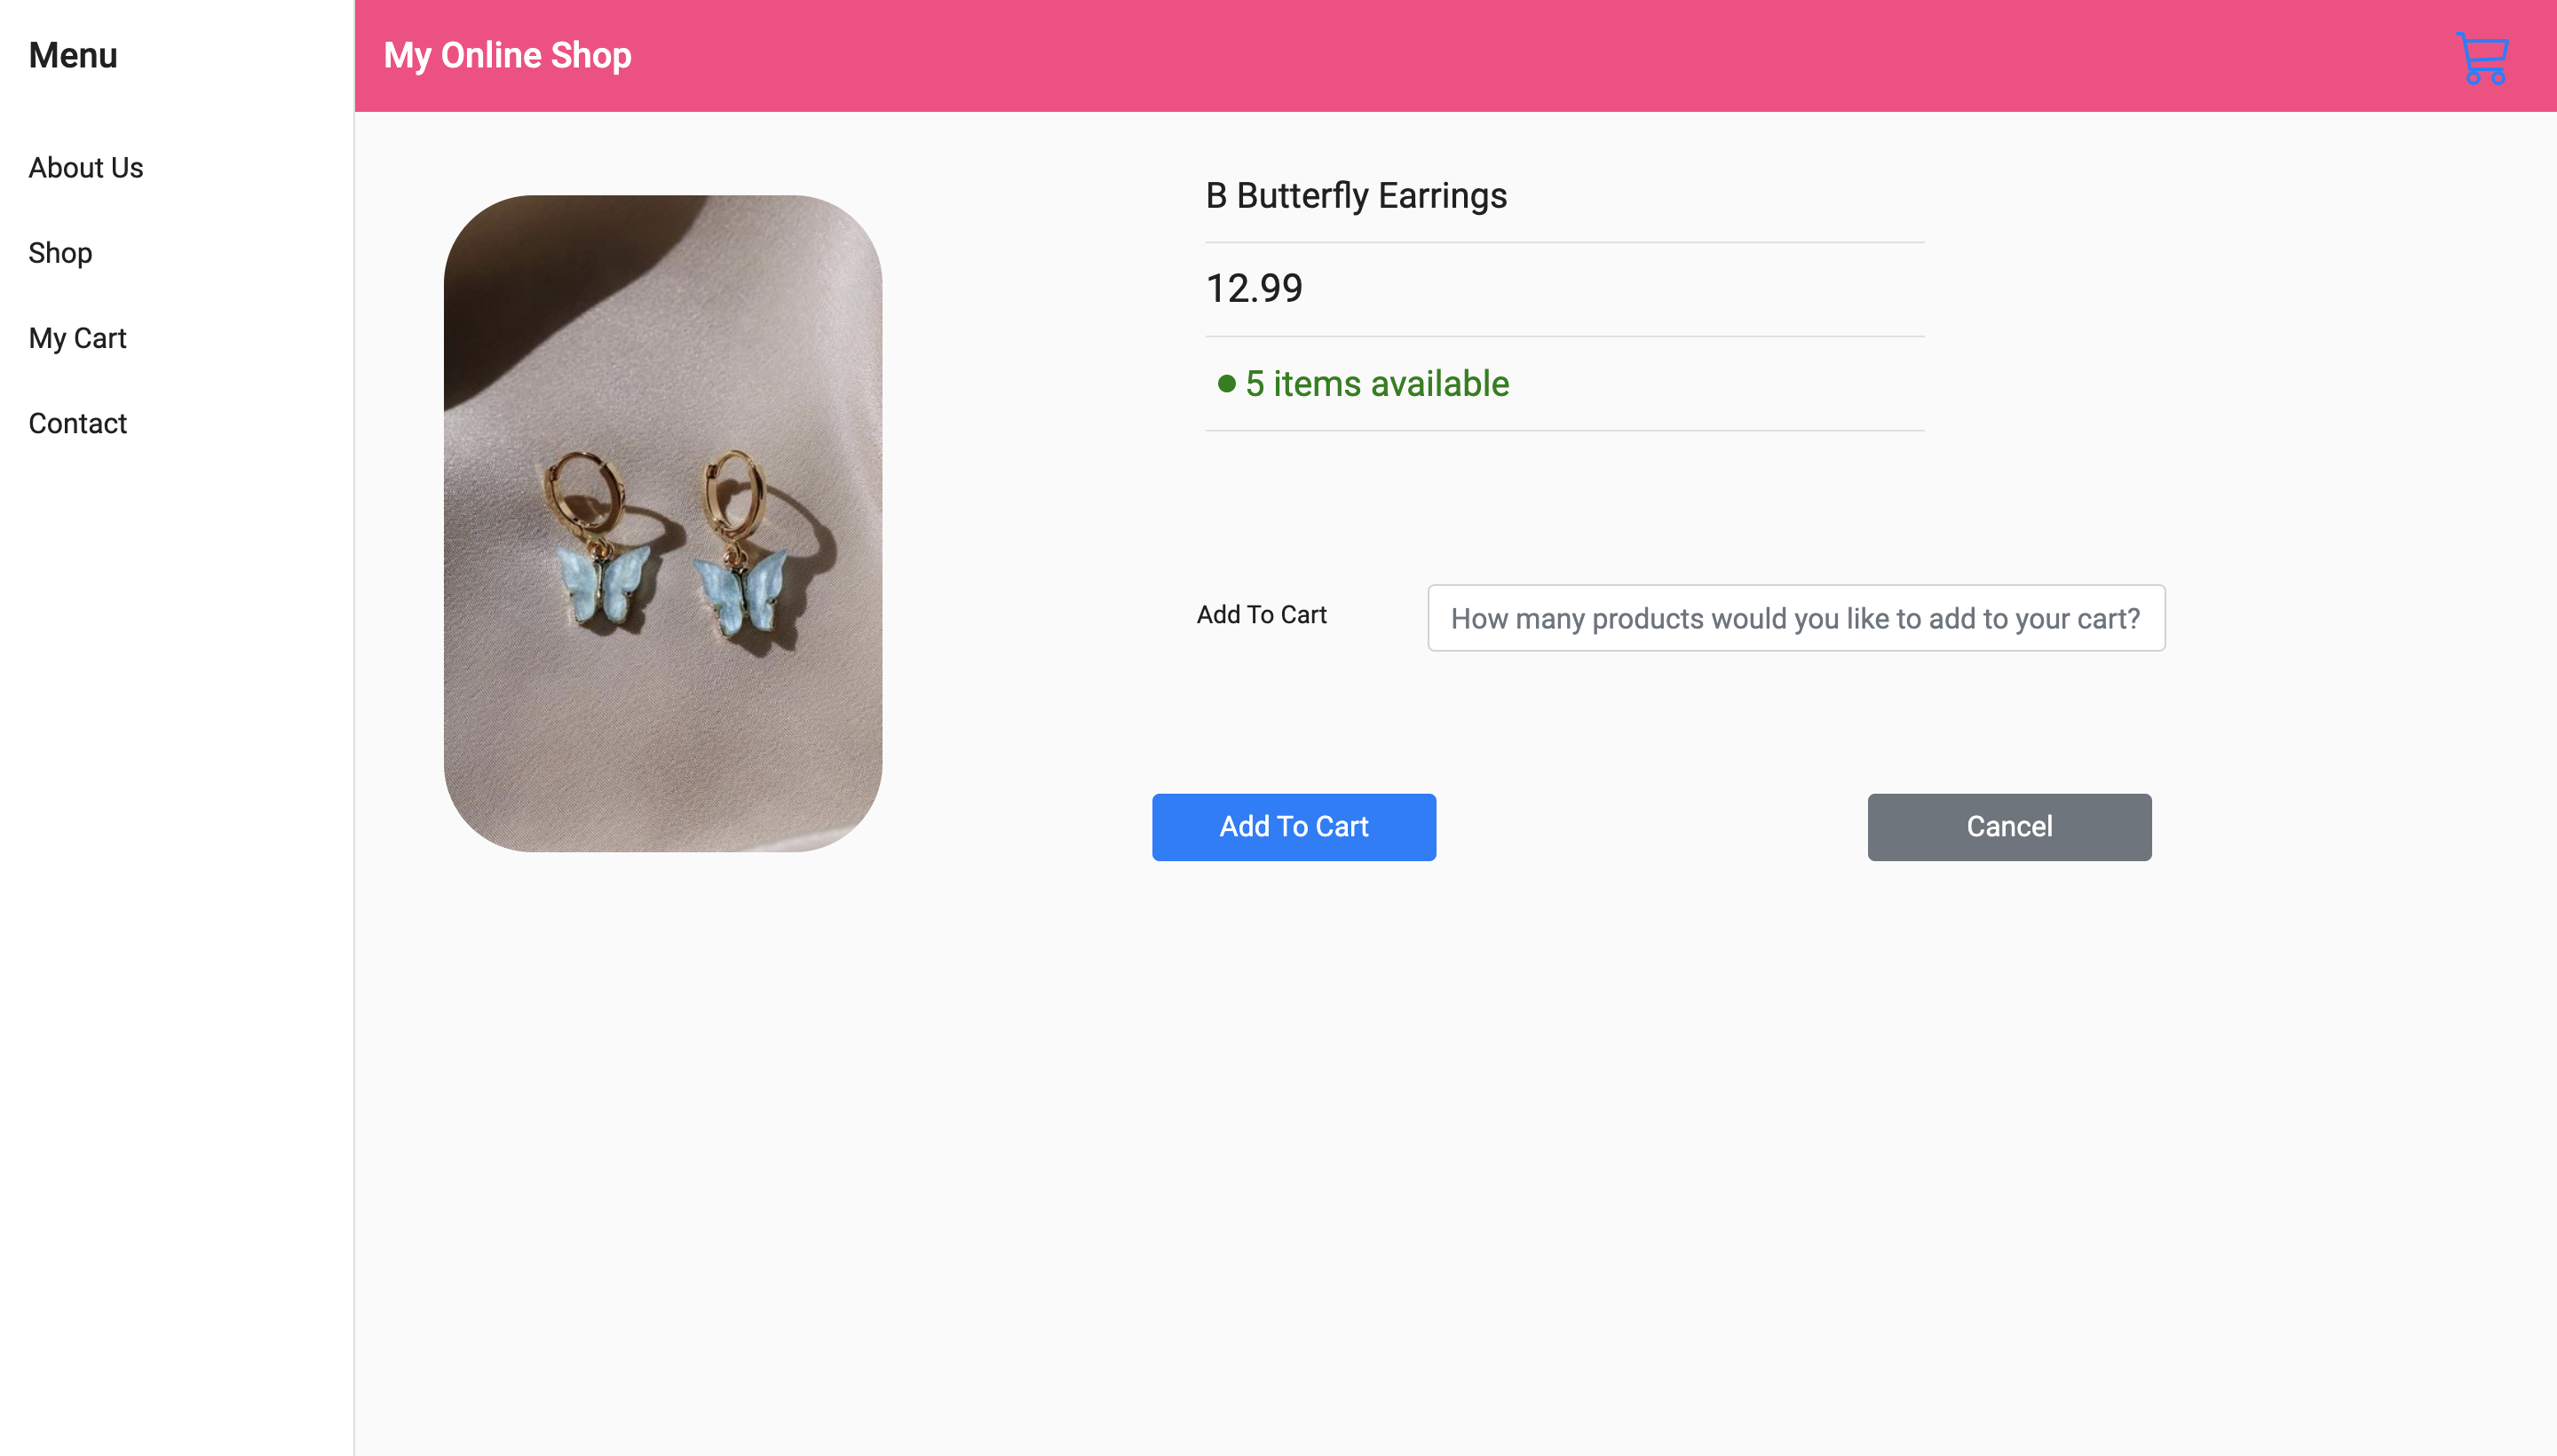 Menu
My Online Shop
About Us
Shop
My Cart
Contact
B Butterfly Earrings
12.99
5 items available
Add To Cart
How many products would you like to add to your cart?
Add To Cart
Cancel